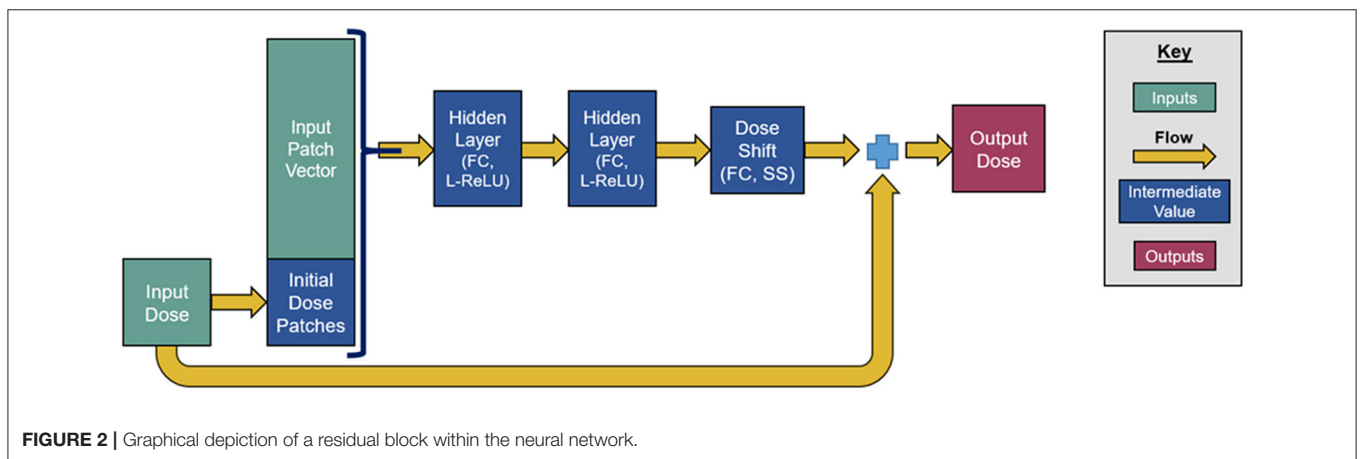 Input
Patch
Vector
Input
Dose
Initial
Dose
Patches
Hidden
Layer
(FC,
L-ReLU)
Hidden
Layer
(FC,
L-ReLU)
Dose
Shift
(FC, SS)
Output
Dose
Key
Inputs
Flow
Intermediate
Value
Outputs
FIGURE 2 | Graphical depiction of a residual block within the neural network.